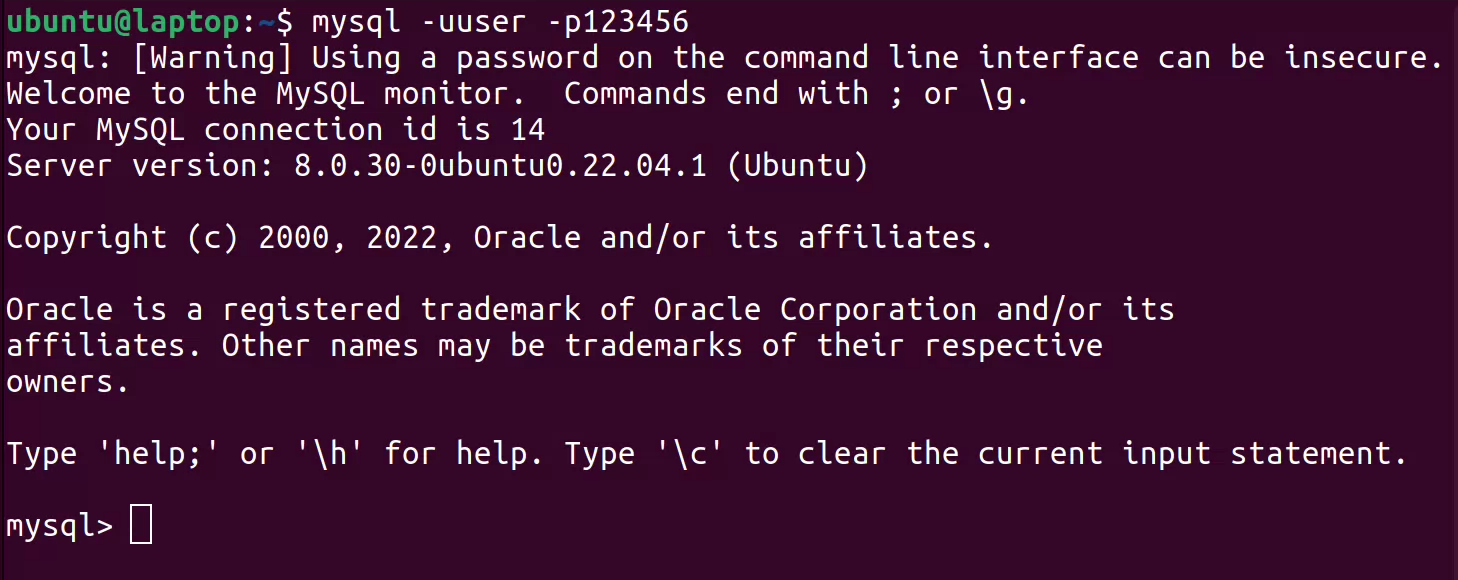 ubuntu@laptop:~$ mysql -uuser -p123456
mysql: [Warning] Using a password on the command line interface can be insecure.
Welcome to the MySQL monitor.  Commands end with ; or \g.
Your MySQL connection id is 14
Server version: 8.0.30-0ubuntu0.22.04.1 (Ubuntu)

Copyright (c) 2000, 2022, Oracle and/or its affiliates.

Oracle is a registered trademark of Oracle Corporation and/or its
affiliates. Other names may be trademarks of their respective
owners.

Type 'help;' or '\h' for help. Type '\c' to clear the current input statement.

mysql>